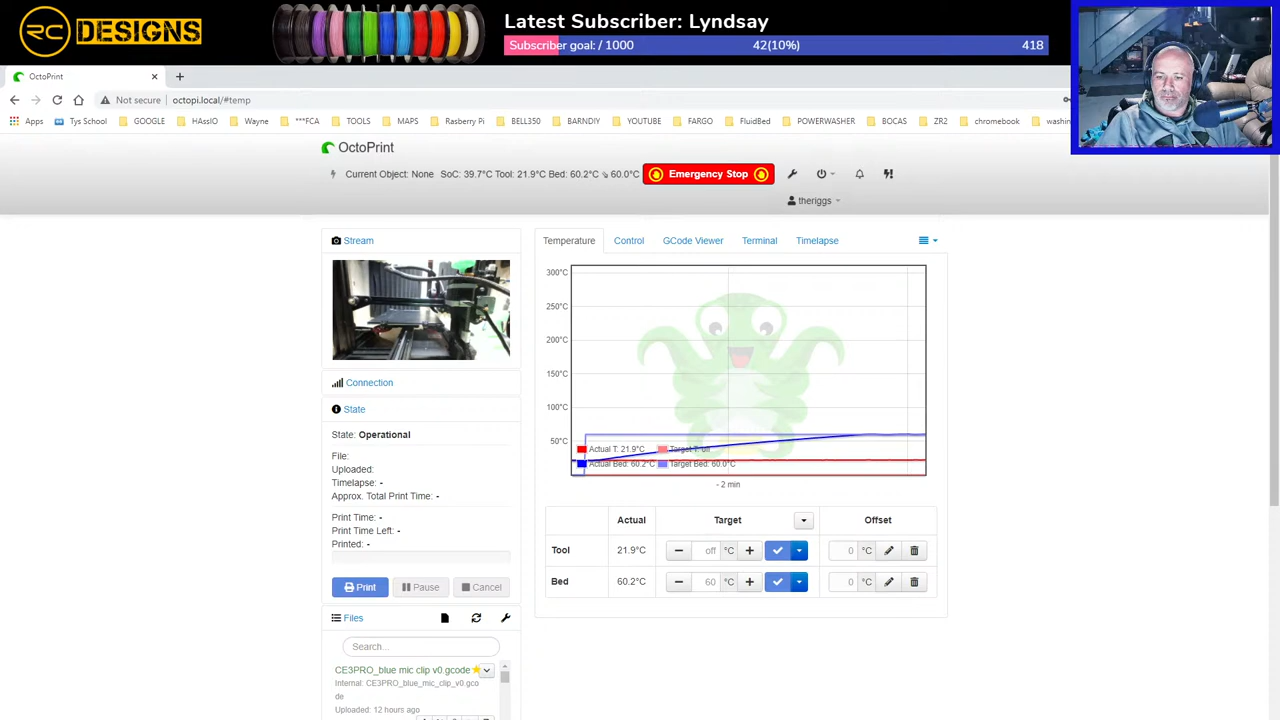 RC DESIGNS
Latest Subscriber: Lyndsay
Subscriber goal: / 1000 42(10%) 418
OctoPrint
Not secure octopi.local/#temp
Apps Tys School GOOGLE HAssIO Wayne ***FCA TOOLS MAPS Rasberry Pi BELL350 BARNDIY YOUTUBE FARGO FluidBed POWERWASHER BOCAS ZR2 chromebook washin
OctoPrint
Current Object: None SoC: 39.7°C Tool: 21.9°C Bed: 60.2°C ⇘ 60.0°C Emergency Stop
theriggs
Stream
Temperature Control GCode Viewer Terminal Timelapse
300°C
250°C
200°C
150°C
100°C
50°C
Actual T: 21.9°C Target T: off
Actual Bed: 60.2°C Target Bed: 60.0°C
- 2 min
Connection
State
State: Operational
File:
Uploaded:
Timelapse: -
Approx. Total Print Time: -
Print Time: -
Print Time Left: -
Printed: -
Print Pause Cancel
Actual Target Offset
Tool 21.9°C off °C 0 °C
Bed 60.2°C 60 °C 0 °C
Files
Search...
CE3PRO_blue mic clip v0.gcode
Internal: CE3PRO_blue_mic_clip_v0.gco
de
Uploaded: 12 hours ago